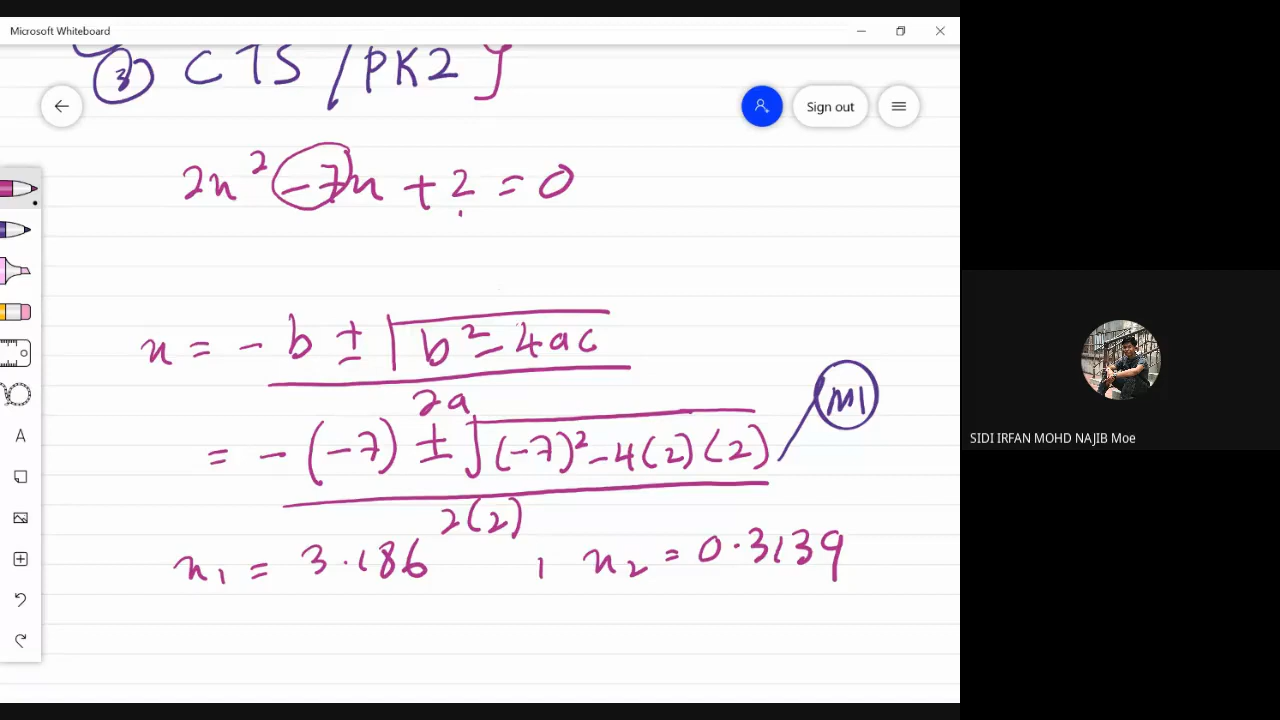 Microsoft Whiteboard
③ CTS / PK2 }
Sign out
2x² - 7x + 2 = 0
x = - b ± √b² - 4ac
2a
M1
= - (-7) ± √(-7)² - 4(2)(2)
2(2)
SIDI IRFAN MOHD NAJIB Moe
x₁ = 3.186 , x₂ = 0.3139
A